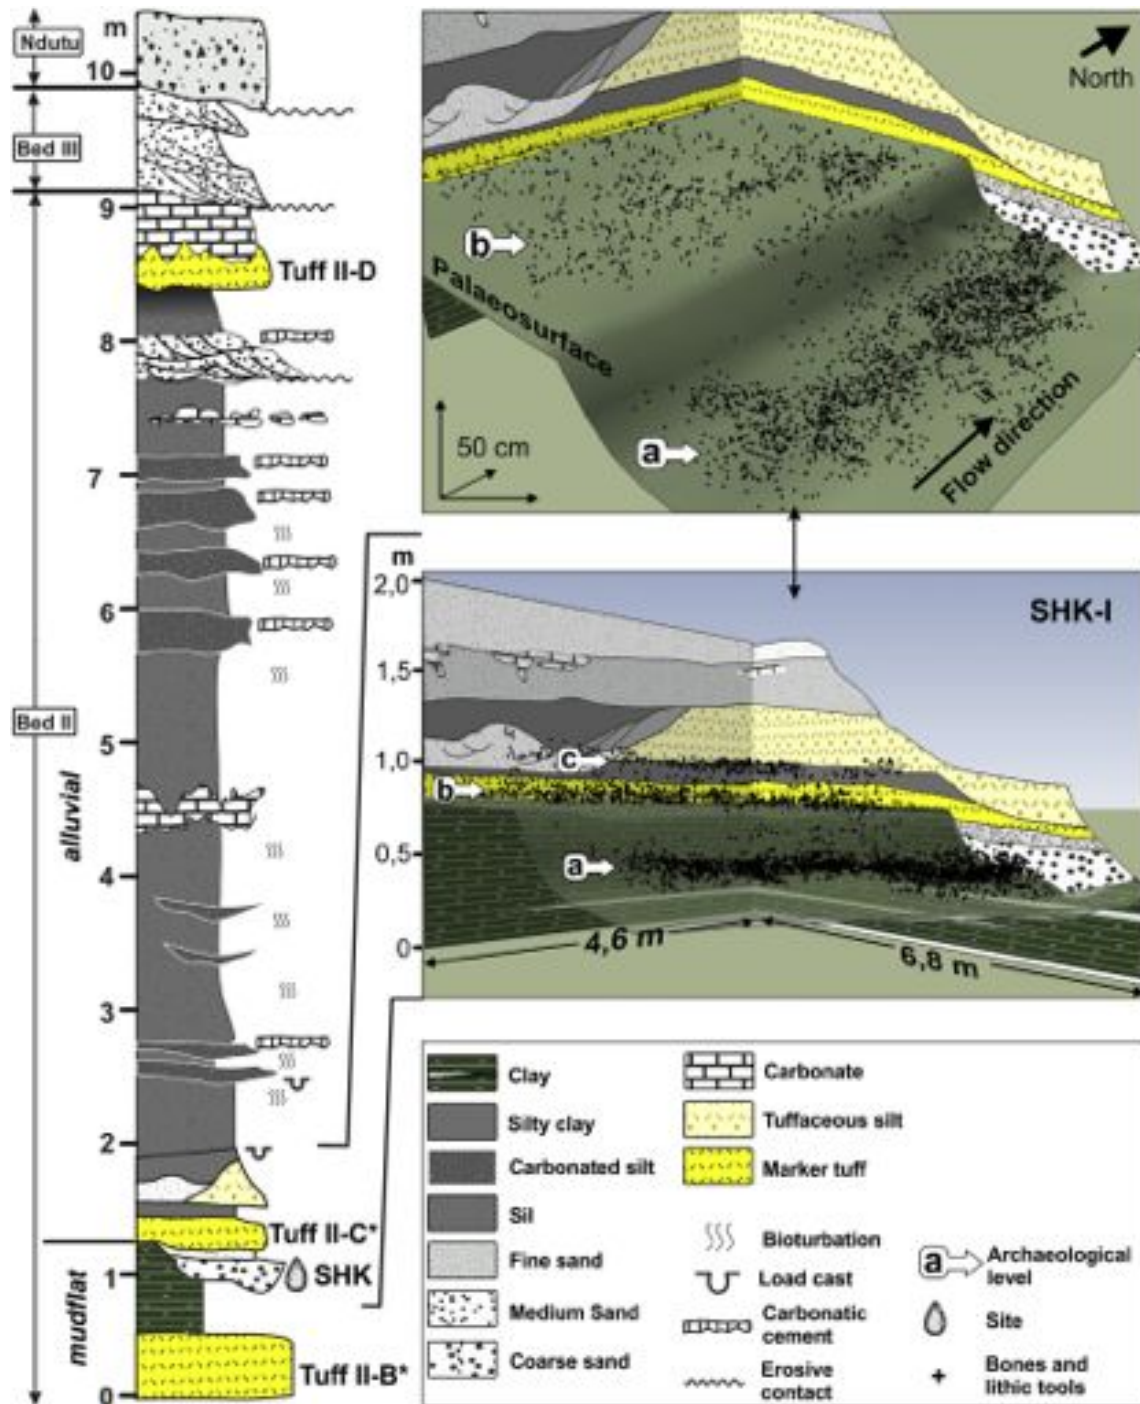 Ndutu
m
10
Bed III
9
Tuff II-D
8
7
6
5
4
3
2
1
0
Bed II
alluvial
mudflat
Tuff II-C*
SHK
Tuff II-B*
North
b
Palaeosurface
a
50 cm
Flow direction
m
2,0
1,5
1,0
0,5
0
SHK-I
c
b
a
4,6 m
6,8 m
Clay
Silty clay
Carbonated silt
Sil
Fine sand
Medium Sand
Coarse sand
Carbonate
Tuffaceous silt
Marker tuff
Bioturbation
Load cast
Carbonatic
cement
Erosive
contact
a
Archaeological
level
Site
Bones and
lithic tools